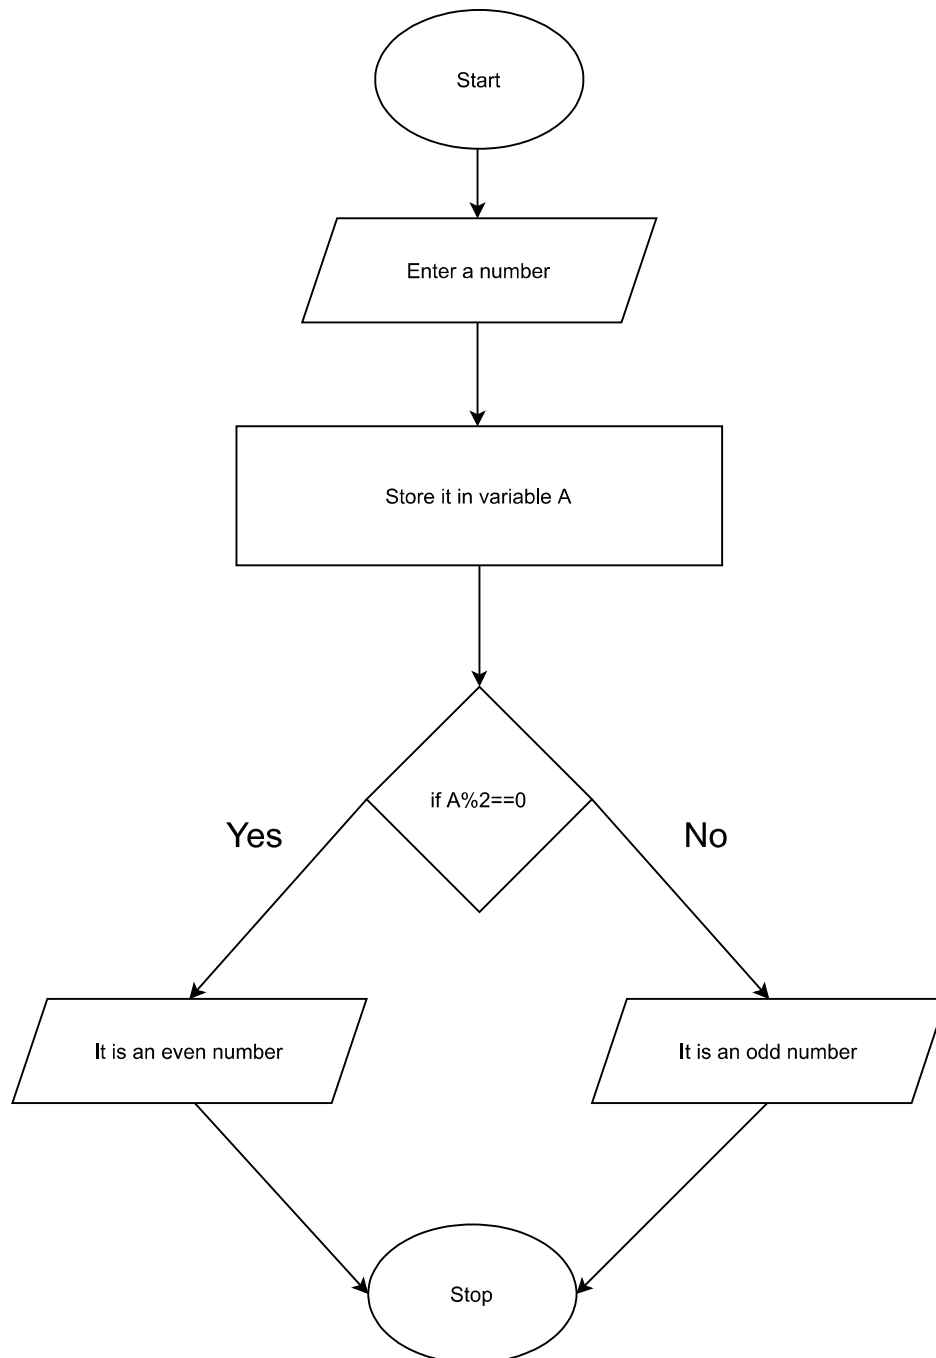 Start
Enter a number
Store it in variable A
if A%2==0
Yes
No
It is an even number
It is an odd number
Stop